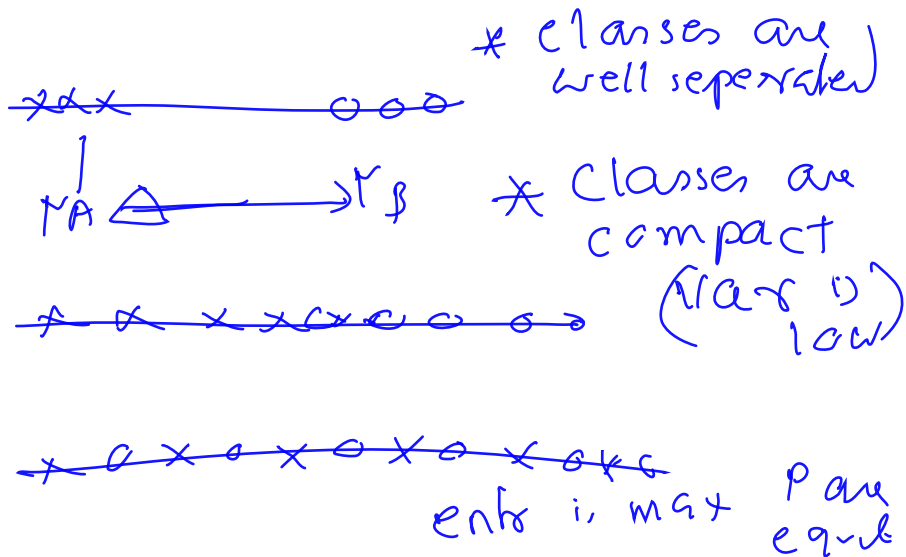 * classes are
well seperated
μA μB
* classes are
compact
(Var is
low)
entr is max P are
equal